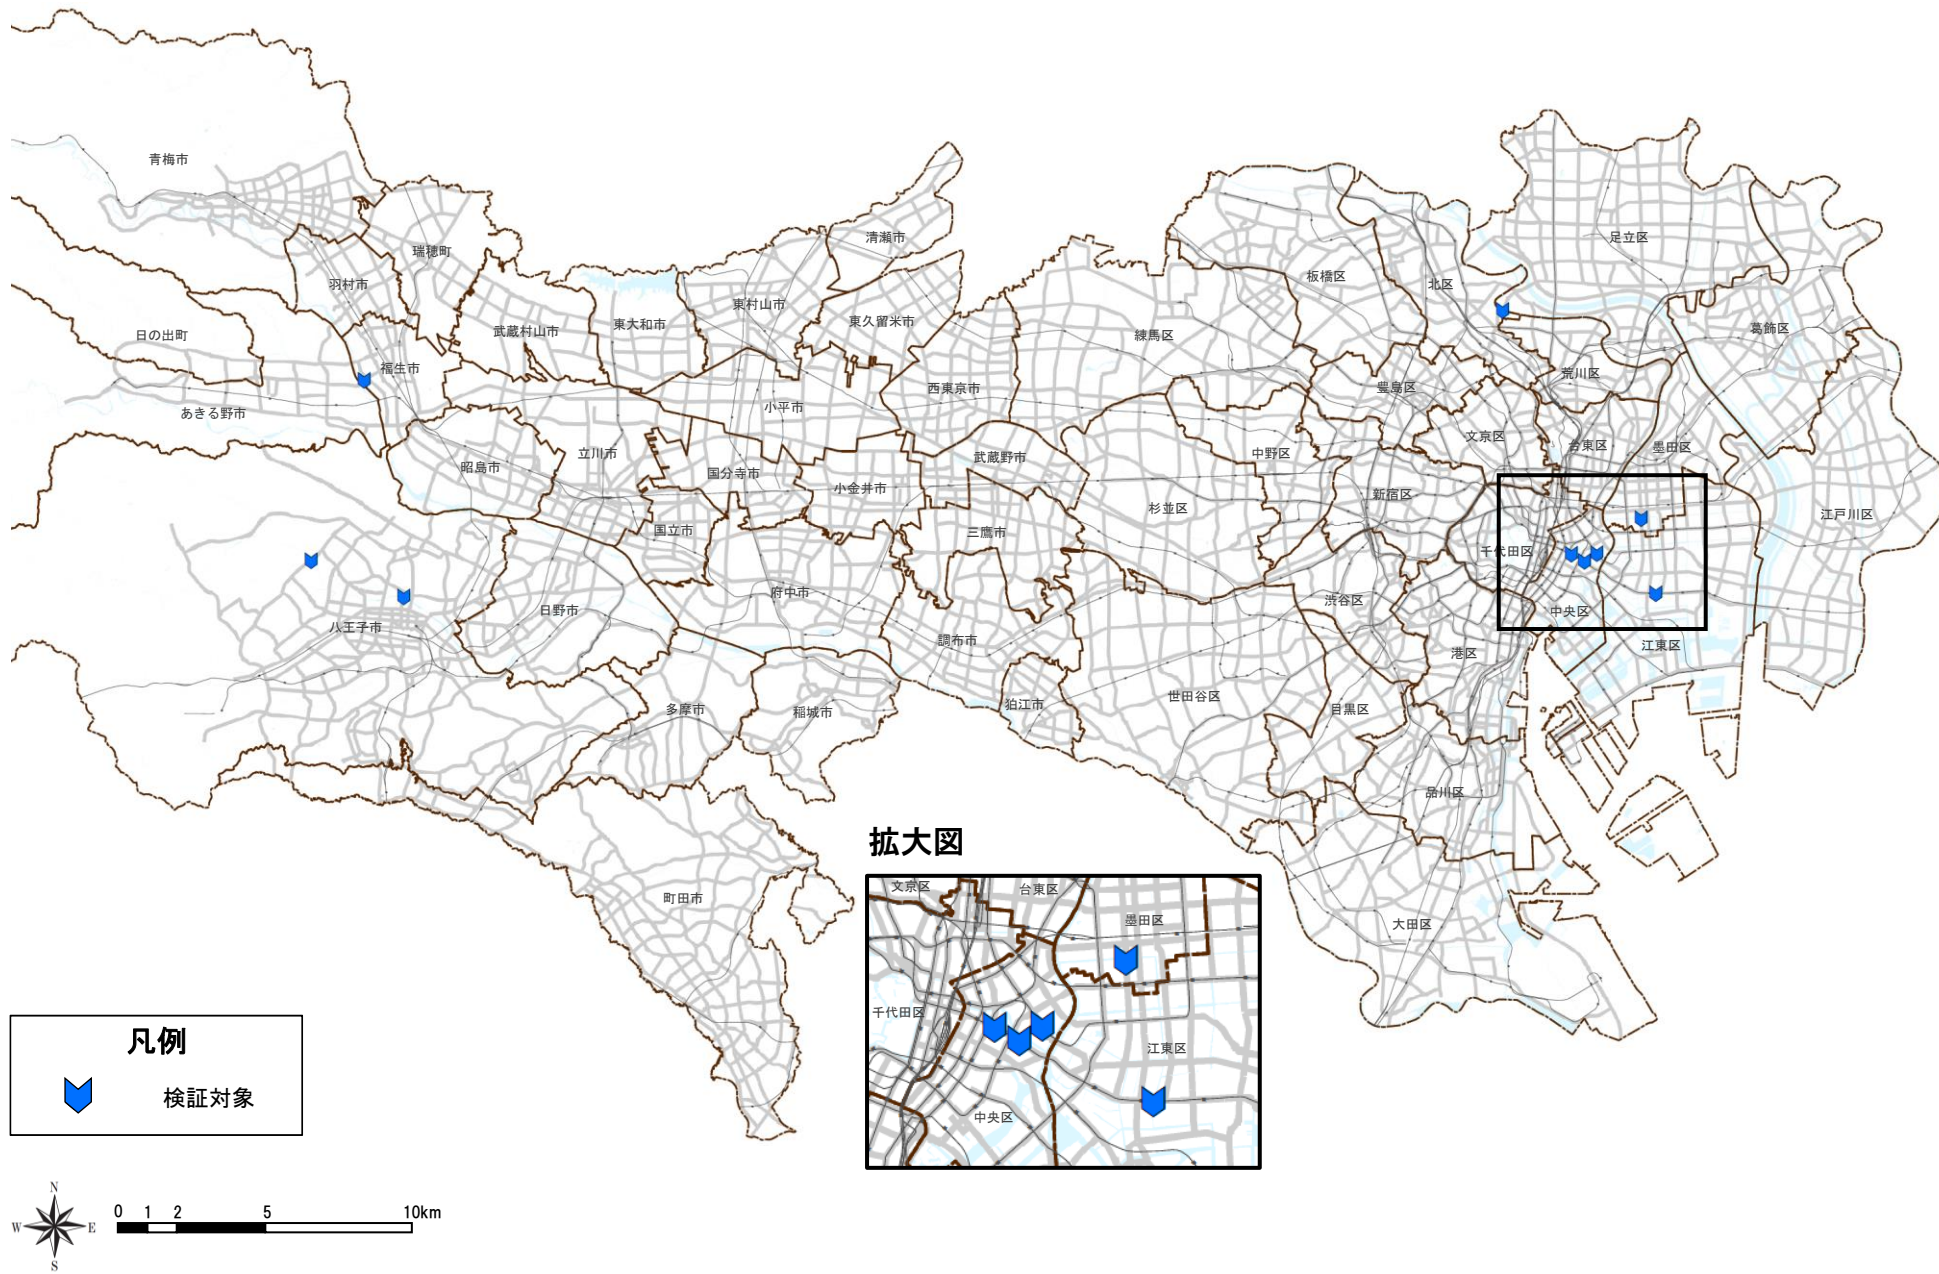 青梅市
瑞穂町
羽村市
日の出町
福生市
あきる野市
武蔵村山市
東大和市
東村山市
清瀬市
東久留米市
西東京市
小平市
昭島市
立川市
国分寺市
小金井市
武蔵野市
国立市
三鷹市
日野市
府中市
八王子市
調布市
多摩市
稲城市
狛江市
町田市
板橋区
北区
足立区
練馬区
葛飾区
豊島区
荒川区
文京区
台東区
墨田区
中野区
新宿区
杉並区
江戸川区
千代田区
渋谷区
中央区
港区
江東区
世田谷区
目黒区
品川区
大田区
拡大図
文京区
台東区
墨田区
千代田区
江東区
中央区
凡例
検証対象
N
W
E
S
0 1 2 5 10km